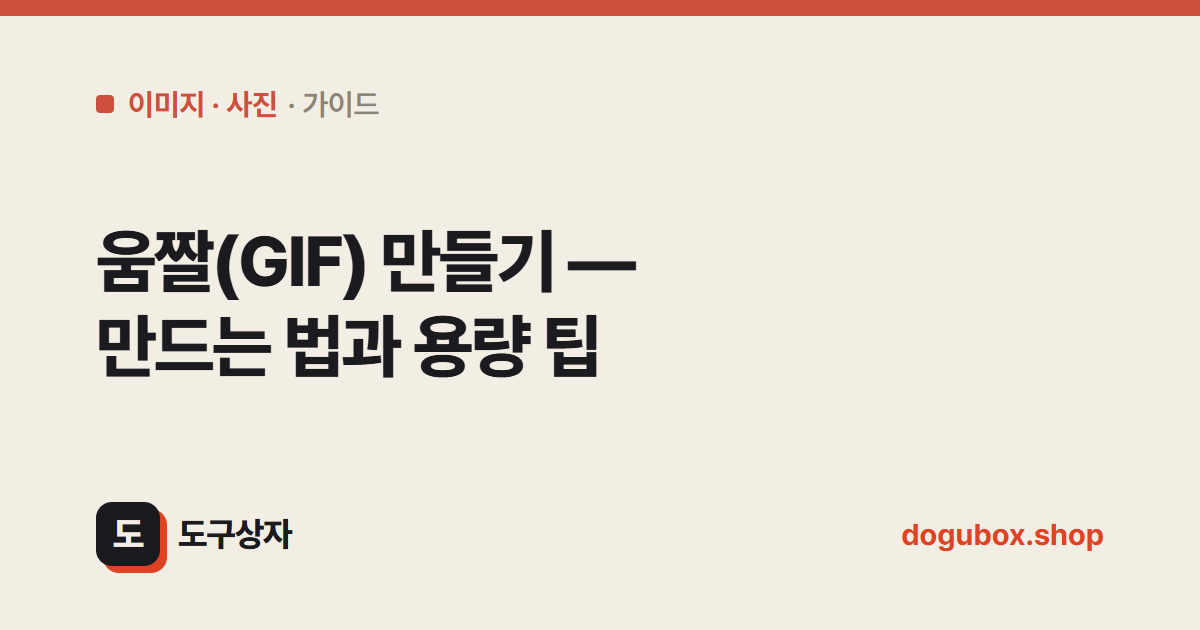 이미지 · 사진 · 가이드
움짤(GIF) 만들기 —
만드는 법과 용량 팁
도 도구상자
dogubox.shop